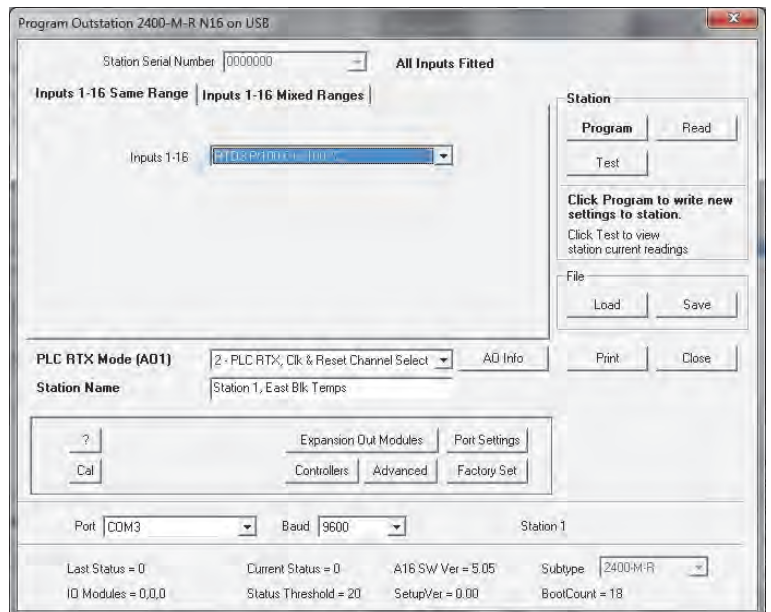 Program Outstation 2400-M-R N16 on USB
Station Serial Number 0000000 All Inputs Fitted
Inputs 1-16 Same Range Inputs 1-16 Mixed Ranges
Inputs 1-16
Station
Program Read
Test
Click Program to write new
settings to station.
Click Test to view
station current readings
File
Load Save
PLC RTX Mode (AO1) 2 - PLC RTX, Clk & Reset Channel Select AO Info
Print Close
Station Name Station 1, East Blk Temps
? Expansion Out Modules Port Settings
Cal Controllers Advanced Factory Set
Port COM3 Baud 9600 Station 1
Last Status = 0 Current Status = 0 A16 SW Ver = 5.05 Subtype 2400-M-R
IO Modules = 0,0,0 Status Threshold = 20 SetupVer = 0.00 BootCount = 18